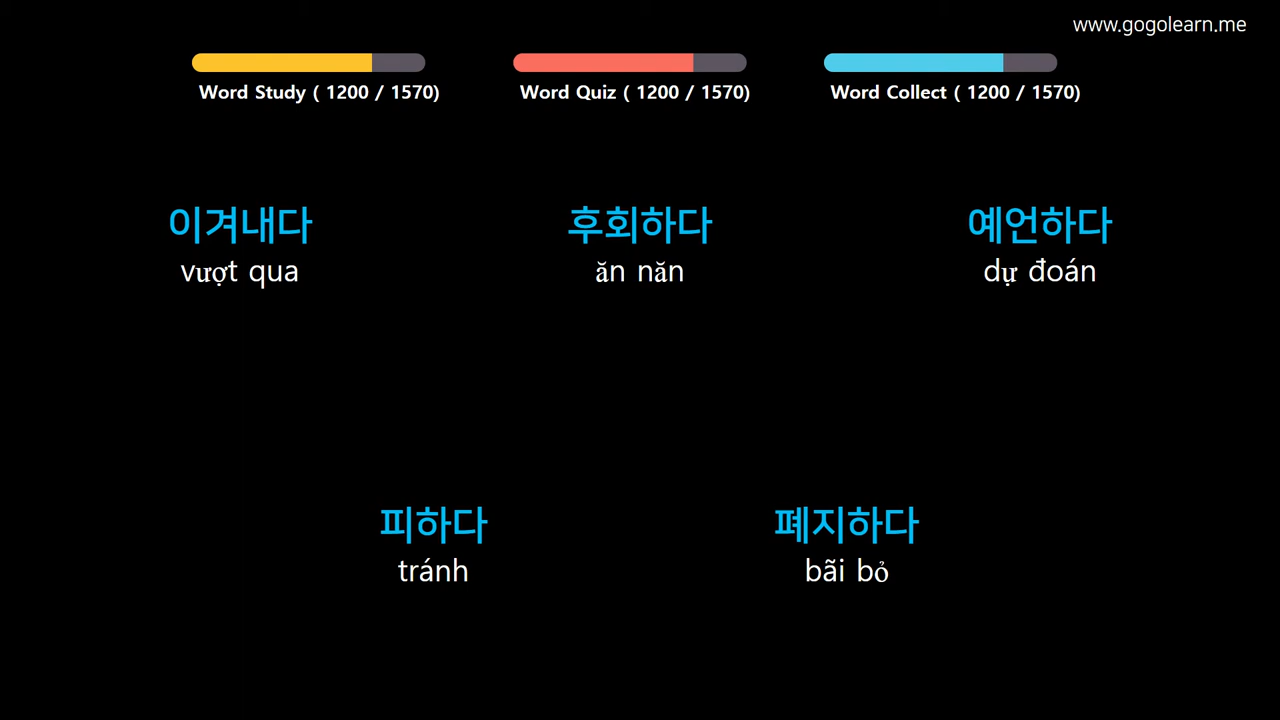 www.gogolearn.me
Word Study ( 1200 / 1570)
Word Quiz ( 1200 / 1570)
Word Collect ( 1200 / 1570)
이겨내다
vượt qua
후회하다
ăn năn
예언하다
dự đoán
피하다
tránh
폐지하다
bãi bỏ